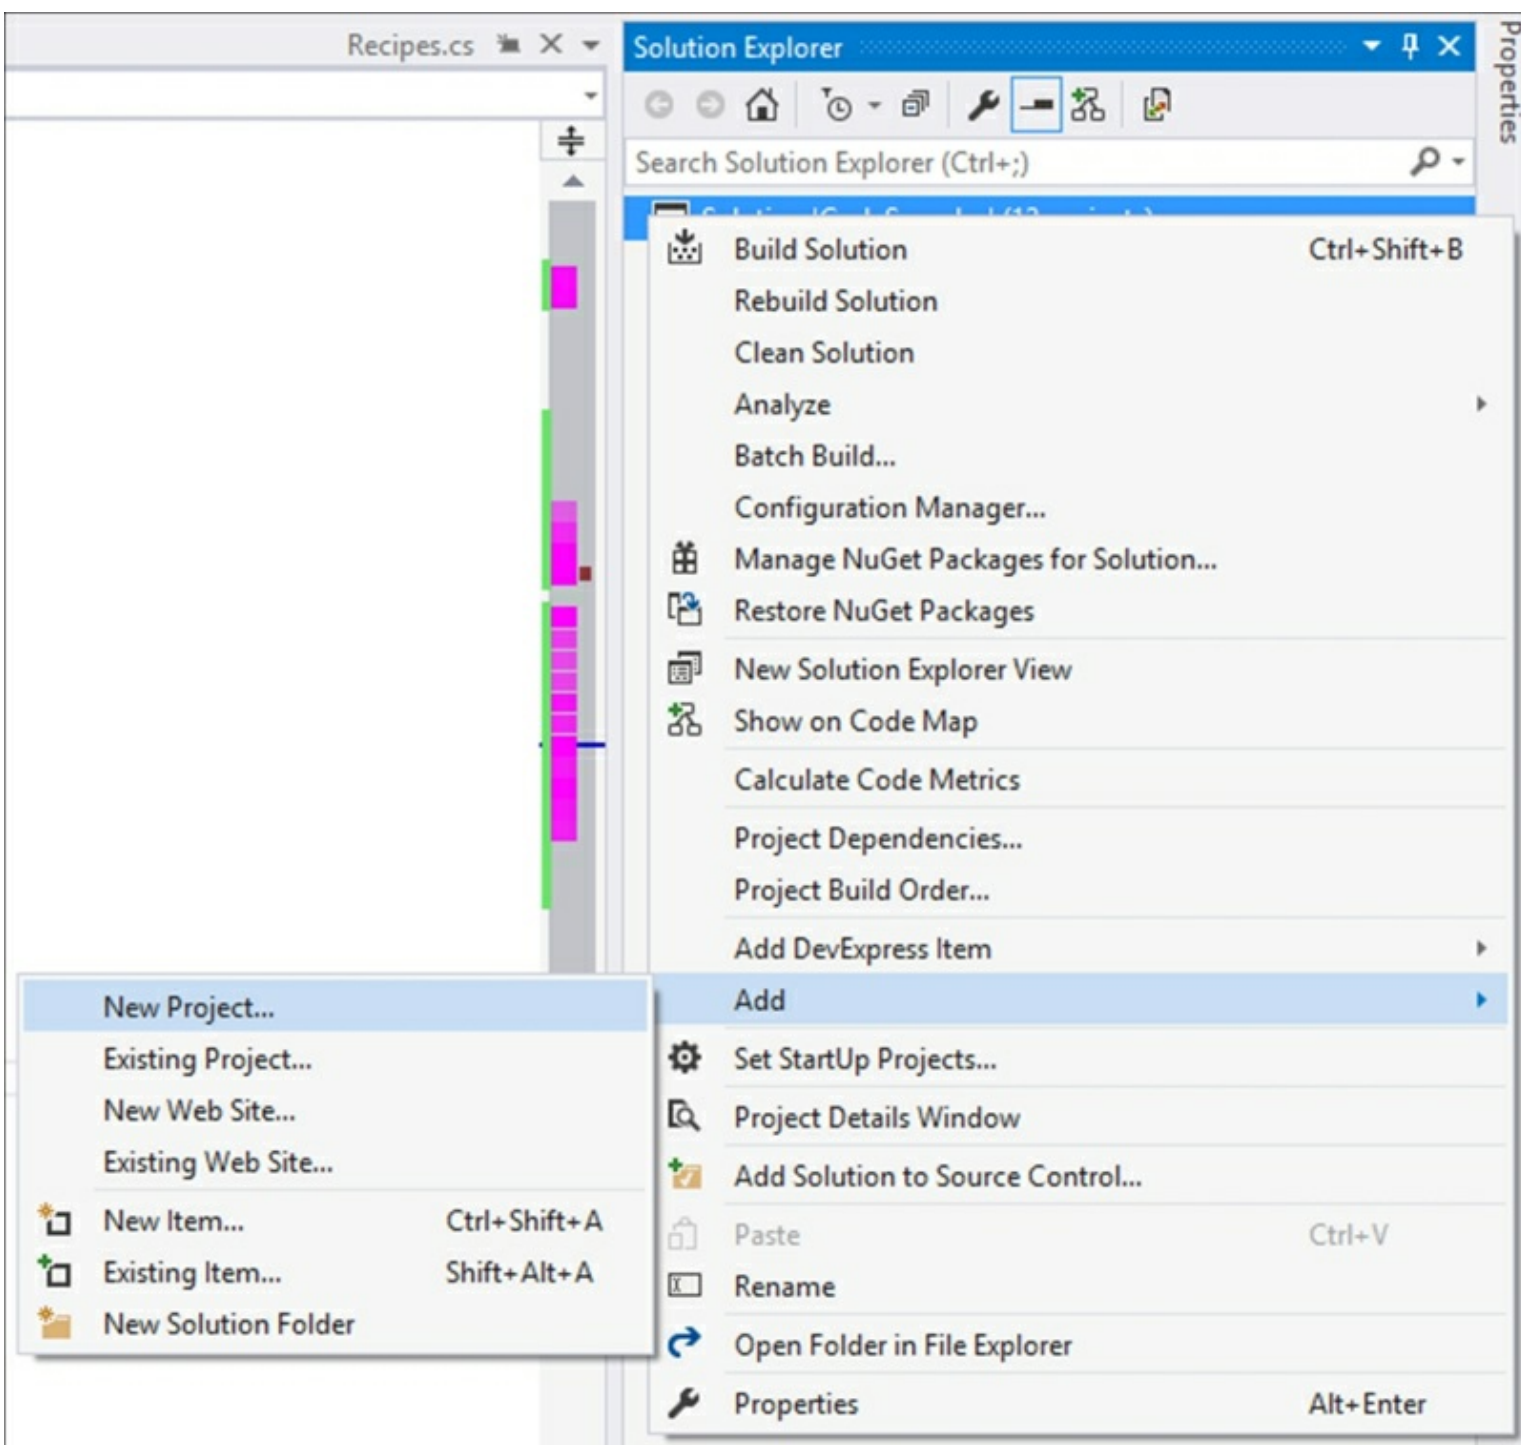 Recipes.cs
Solution Explorer
Properties
Search Solution Explorer (Ctrl+;)
Build Solution Ctrl+Shift+B
Rebuild Solution
Clean Solution
Analyze
Batch Build...
Configuration Manager...
Manage NuGet Packages for Solution...
Restore NuGet Packages
New Solution Explorer View
Show on Code Map
Calculate Code Metrics
Project Dependencies...
Project Build Order...
Add DevExpress Item
Add
Set StartUp Projects...
Project Details Window
Add Solution to Source Control...
Paste Ctrl+V
Rename
Open Folder in File Explorer
Properties Alt+Enter
New Project...
Existing Project...
New Web Site...
Existing Web Site...
New Item... Ctrl+Shift+A
Existing Item... Shift+Alt+A
New Solution Folder